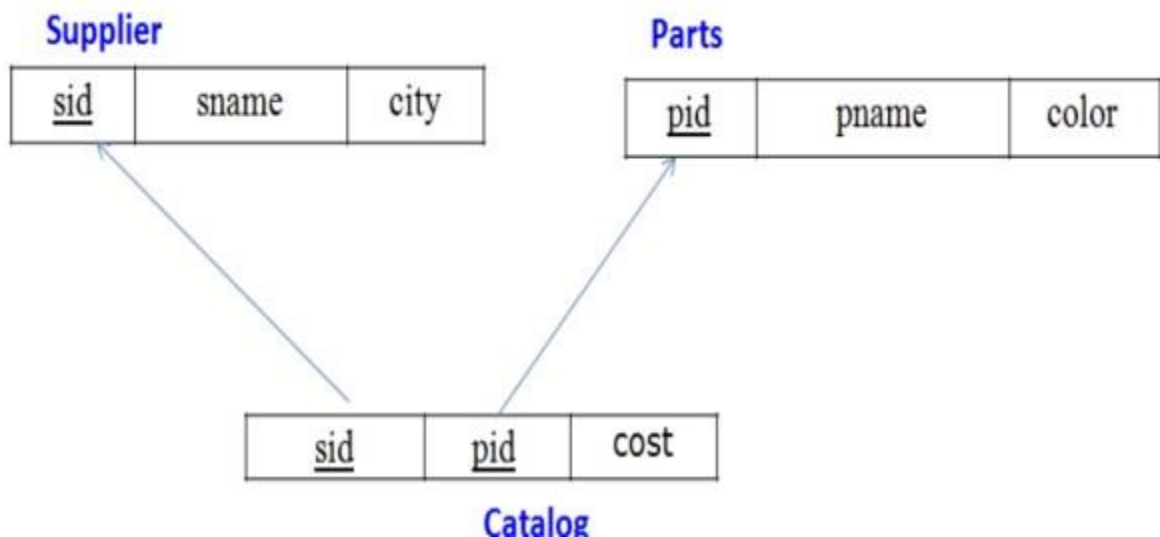 Supplier
Parts
sid sname city
pid pname color
sid pid cost
Catalog